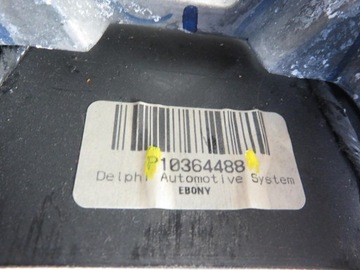 P10364488
Delphi Automotive System
EBONY